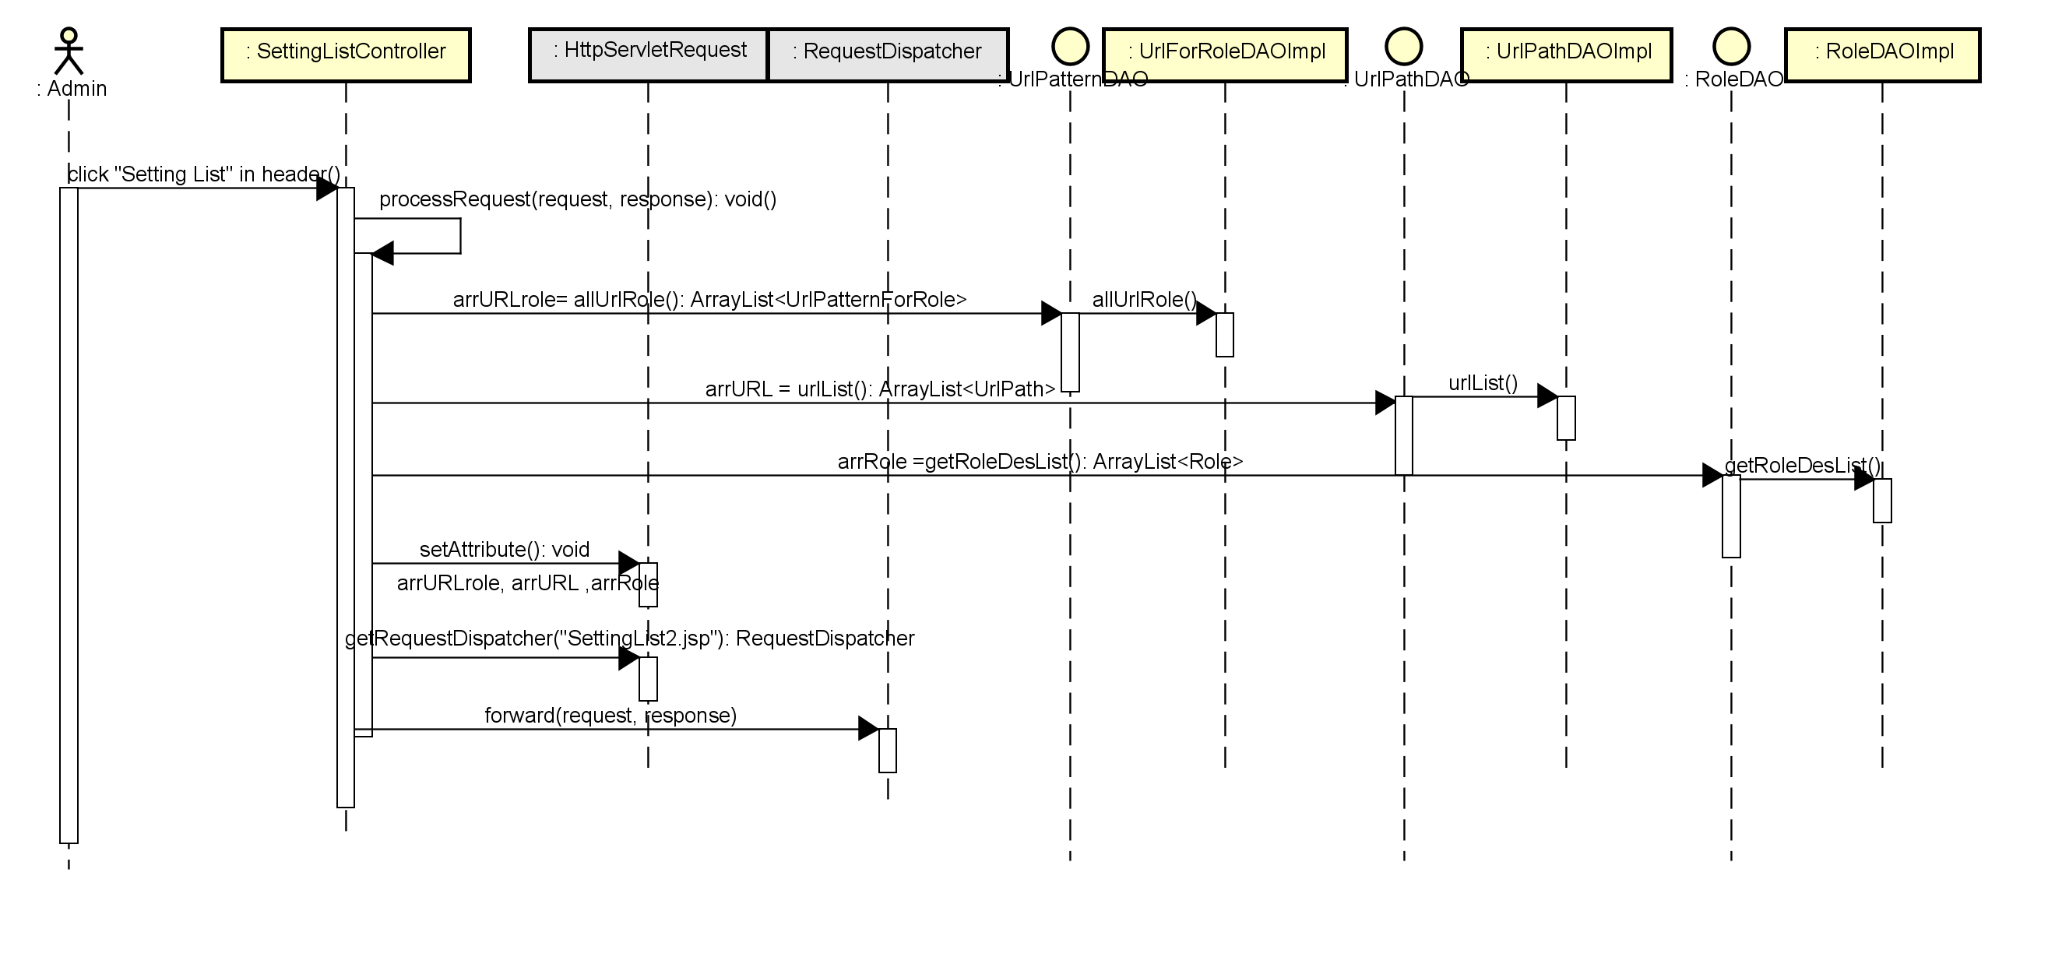 : Admin
: SettingListController
: HttpServletRequest
: RequestDispatcher
: UrlPatternDAO
: UrlForRoleDAOImpl
: UrlPathDAO
: UrlPathDAOImpl
: RoleDAO
: RoleDAOImpl
click "Setting List" in header()
processRequest(request, response): void()
arrURLrole= allUrlRole(): ArrayList<UrlPatternForRole>
allUrlRole()
arrURL = urlList(): ArrayList<UrlPath>
urlList()
arrRole =getRoleDesList(): ArrayList<Role>
getRoleDesList()
setAttribute(): void
arrURLrole, arrURL ,arrRole
getRequestDispatcher("SettingList2.jsp"): RequestDispatcher
forward(request, response)